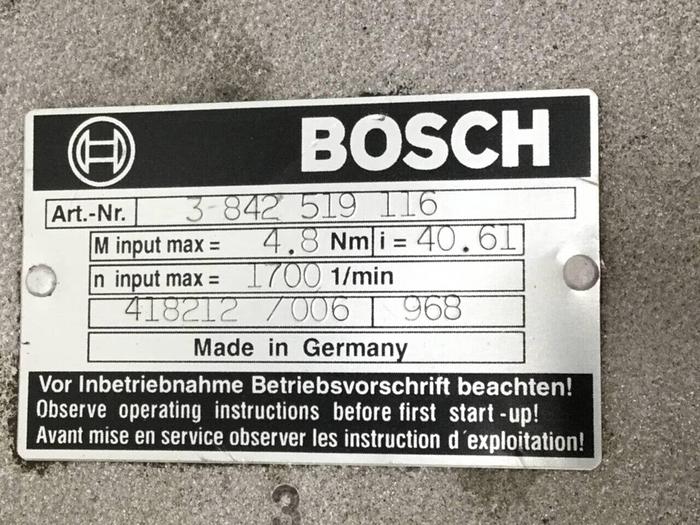 BOSCH
Art.-Nr. 3 842 519 116
M input max = 4.8 Nm i = 40.61
n input max = 1700 1/min
418212 /006 968
Made in Germany
Vor Inbetriebnahme Betriebsvorschrift beachten!
Observe operating instructions before first start-up!
Avant mise en service observer les instruction d´exploitation!
3